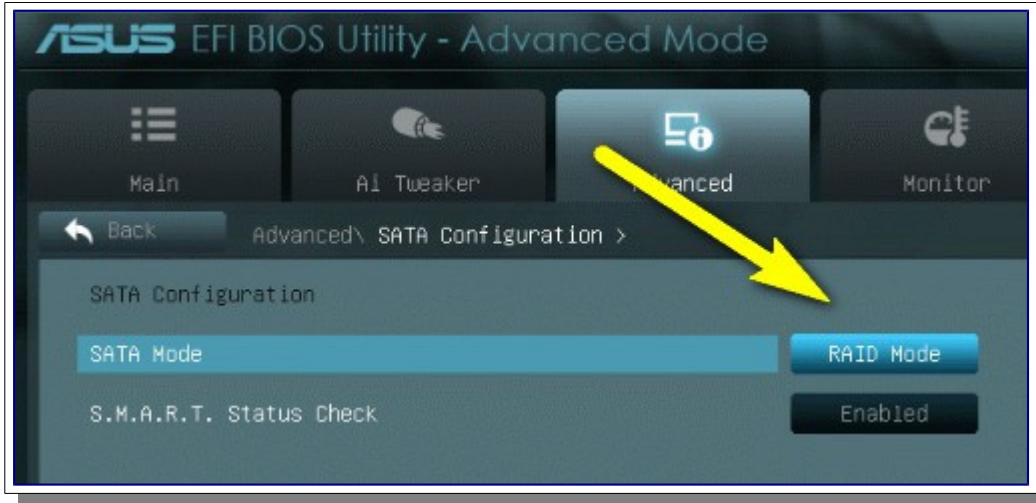 ASUS EFI BIOS Utility - Advanced Mode
Main Ai Tweaker Advanced Monitor
Back Advanced\ SATA Configuration >
SATA Configuration
SATA Mode RAID Mode
S.M.A.R.T. Status Check Enabled